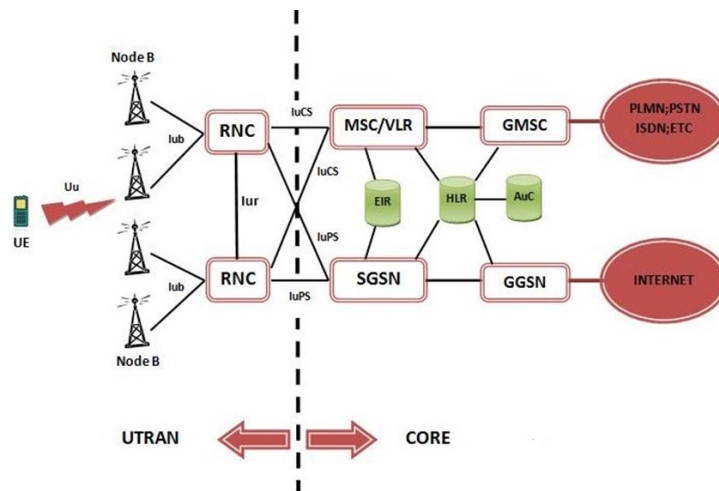 Node B
IuCS
RNC
MSC/VLR
GMSC
PLMN;PSTN
ISDN;ETC
Iub
IuCS
Uu
Iur
EIR
HLR
AuC
UE
IuPS
Iub
RNC
SGSN
GGSN
INTERNET
IuPS
Node B
UTRAN
CORE